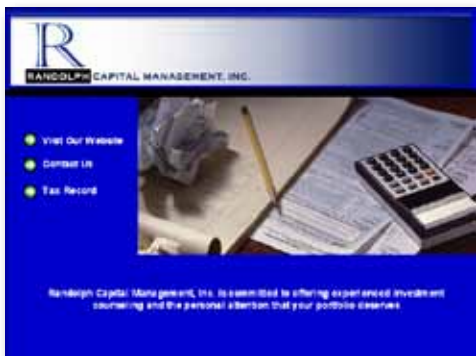 R
RANDOLPH CAPITAL MANAGEMENT, INC.
Visit Our Website
Contact Us
Tax Record
Randolph Capital Management, Inc. is committed to offering experienced investment
counseling and the personal attention that your portfolio deserves